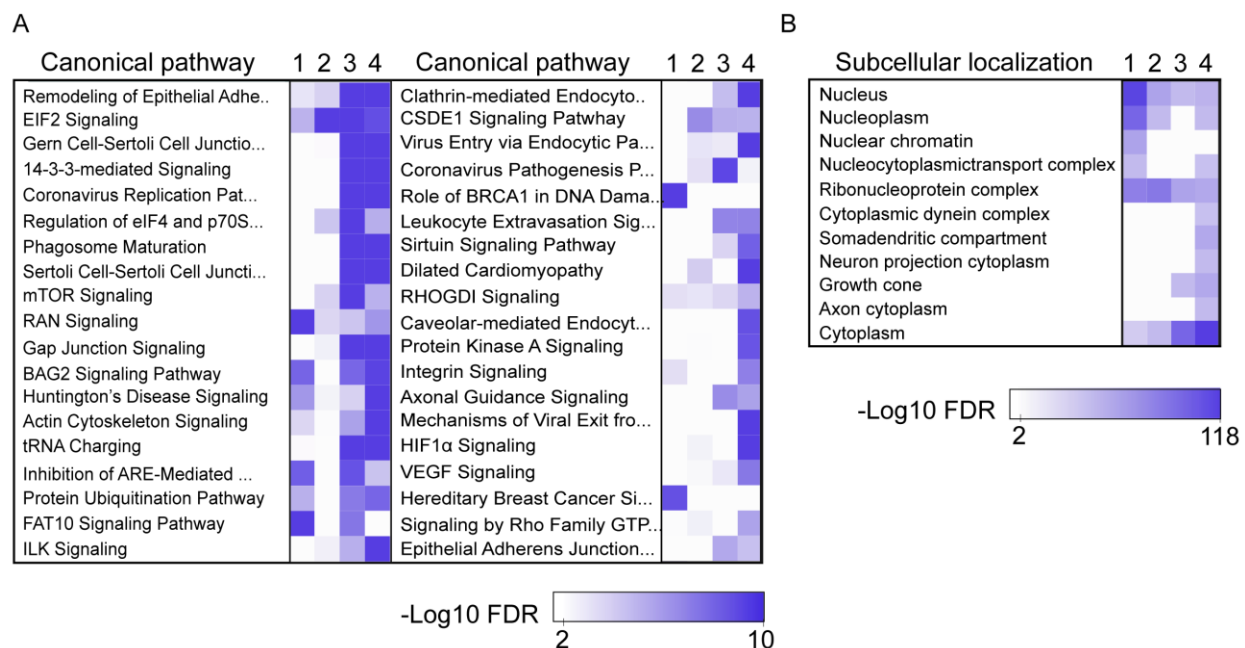 A
B
Canonical pathway 1 2 3 4 Canonical pathway 1 2 3 4
Remodeling of Epithelial Adhe..
EIF2 Signaling
Gern Cell-Sertoli Cell Junctio...
14-3-3-mediated Signaling
Coronavirus Replication Pat...
Regulation of eIF4 and p70S...
Phagosome Maturation
Sertoli Cell-Sertoli Cell Juncti...
mTOR Signaling
RAN Signaling
Gap Junction Signaling
BAG2 Signaling Pathway
Huntington's Disease Signaling
Actin Cytoskeleton Signaling
tRNA Charging
Inhibition of ARE-Mediated ...
Protein Ubiquitination Pathway
FAT10 Signaling Pathway
ILK Signaling
Clathrin-mediated Endocyto..
CSDE1 Signaling Patwhay
Virus Entry via Endocytic Pa...
Coronavirus Pathogenesis P...
Role of BRCA1 in DNA Dama...
Leukocyte Extravasation Sig...
Sirtuin Signaling Pathway
Dilated Cardiomyopathy
RHOGDI Signaling
Caveolar-mediated Endocyt...
Protein Kinase A Signaling
Integrin Signaling
Axonal Guidance Signaling
Mechanisms of Viral Exit fro...
HIF1α Signaling
VEGF Signaling
Hereditary Breast Cancer Si...
Signaling by Rho Family GTP...
Epithelial Adherens Junction...
-Log10 FDR
2 10
Subcellular localization 1 2 3 4
Nucleus
Nucleoplasm
Nuclear chromatin
Nucleocytoplasmictransport complex
Ribonucleoprotein complex
Cytoplasmic dynein complex
Somadendritic compartment
Neuron projection cytoplasm
Growth cone
Axon cytoplasm
Cytoplasm
-Log10 FDR
2 118